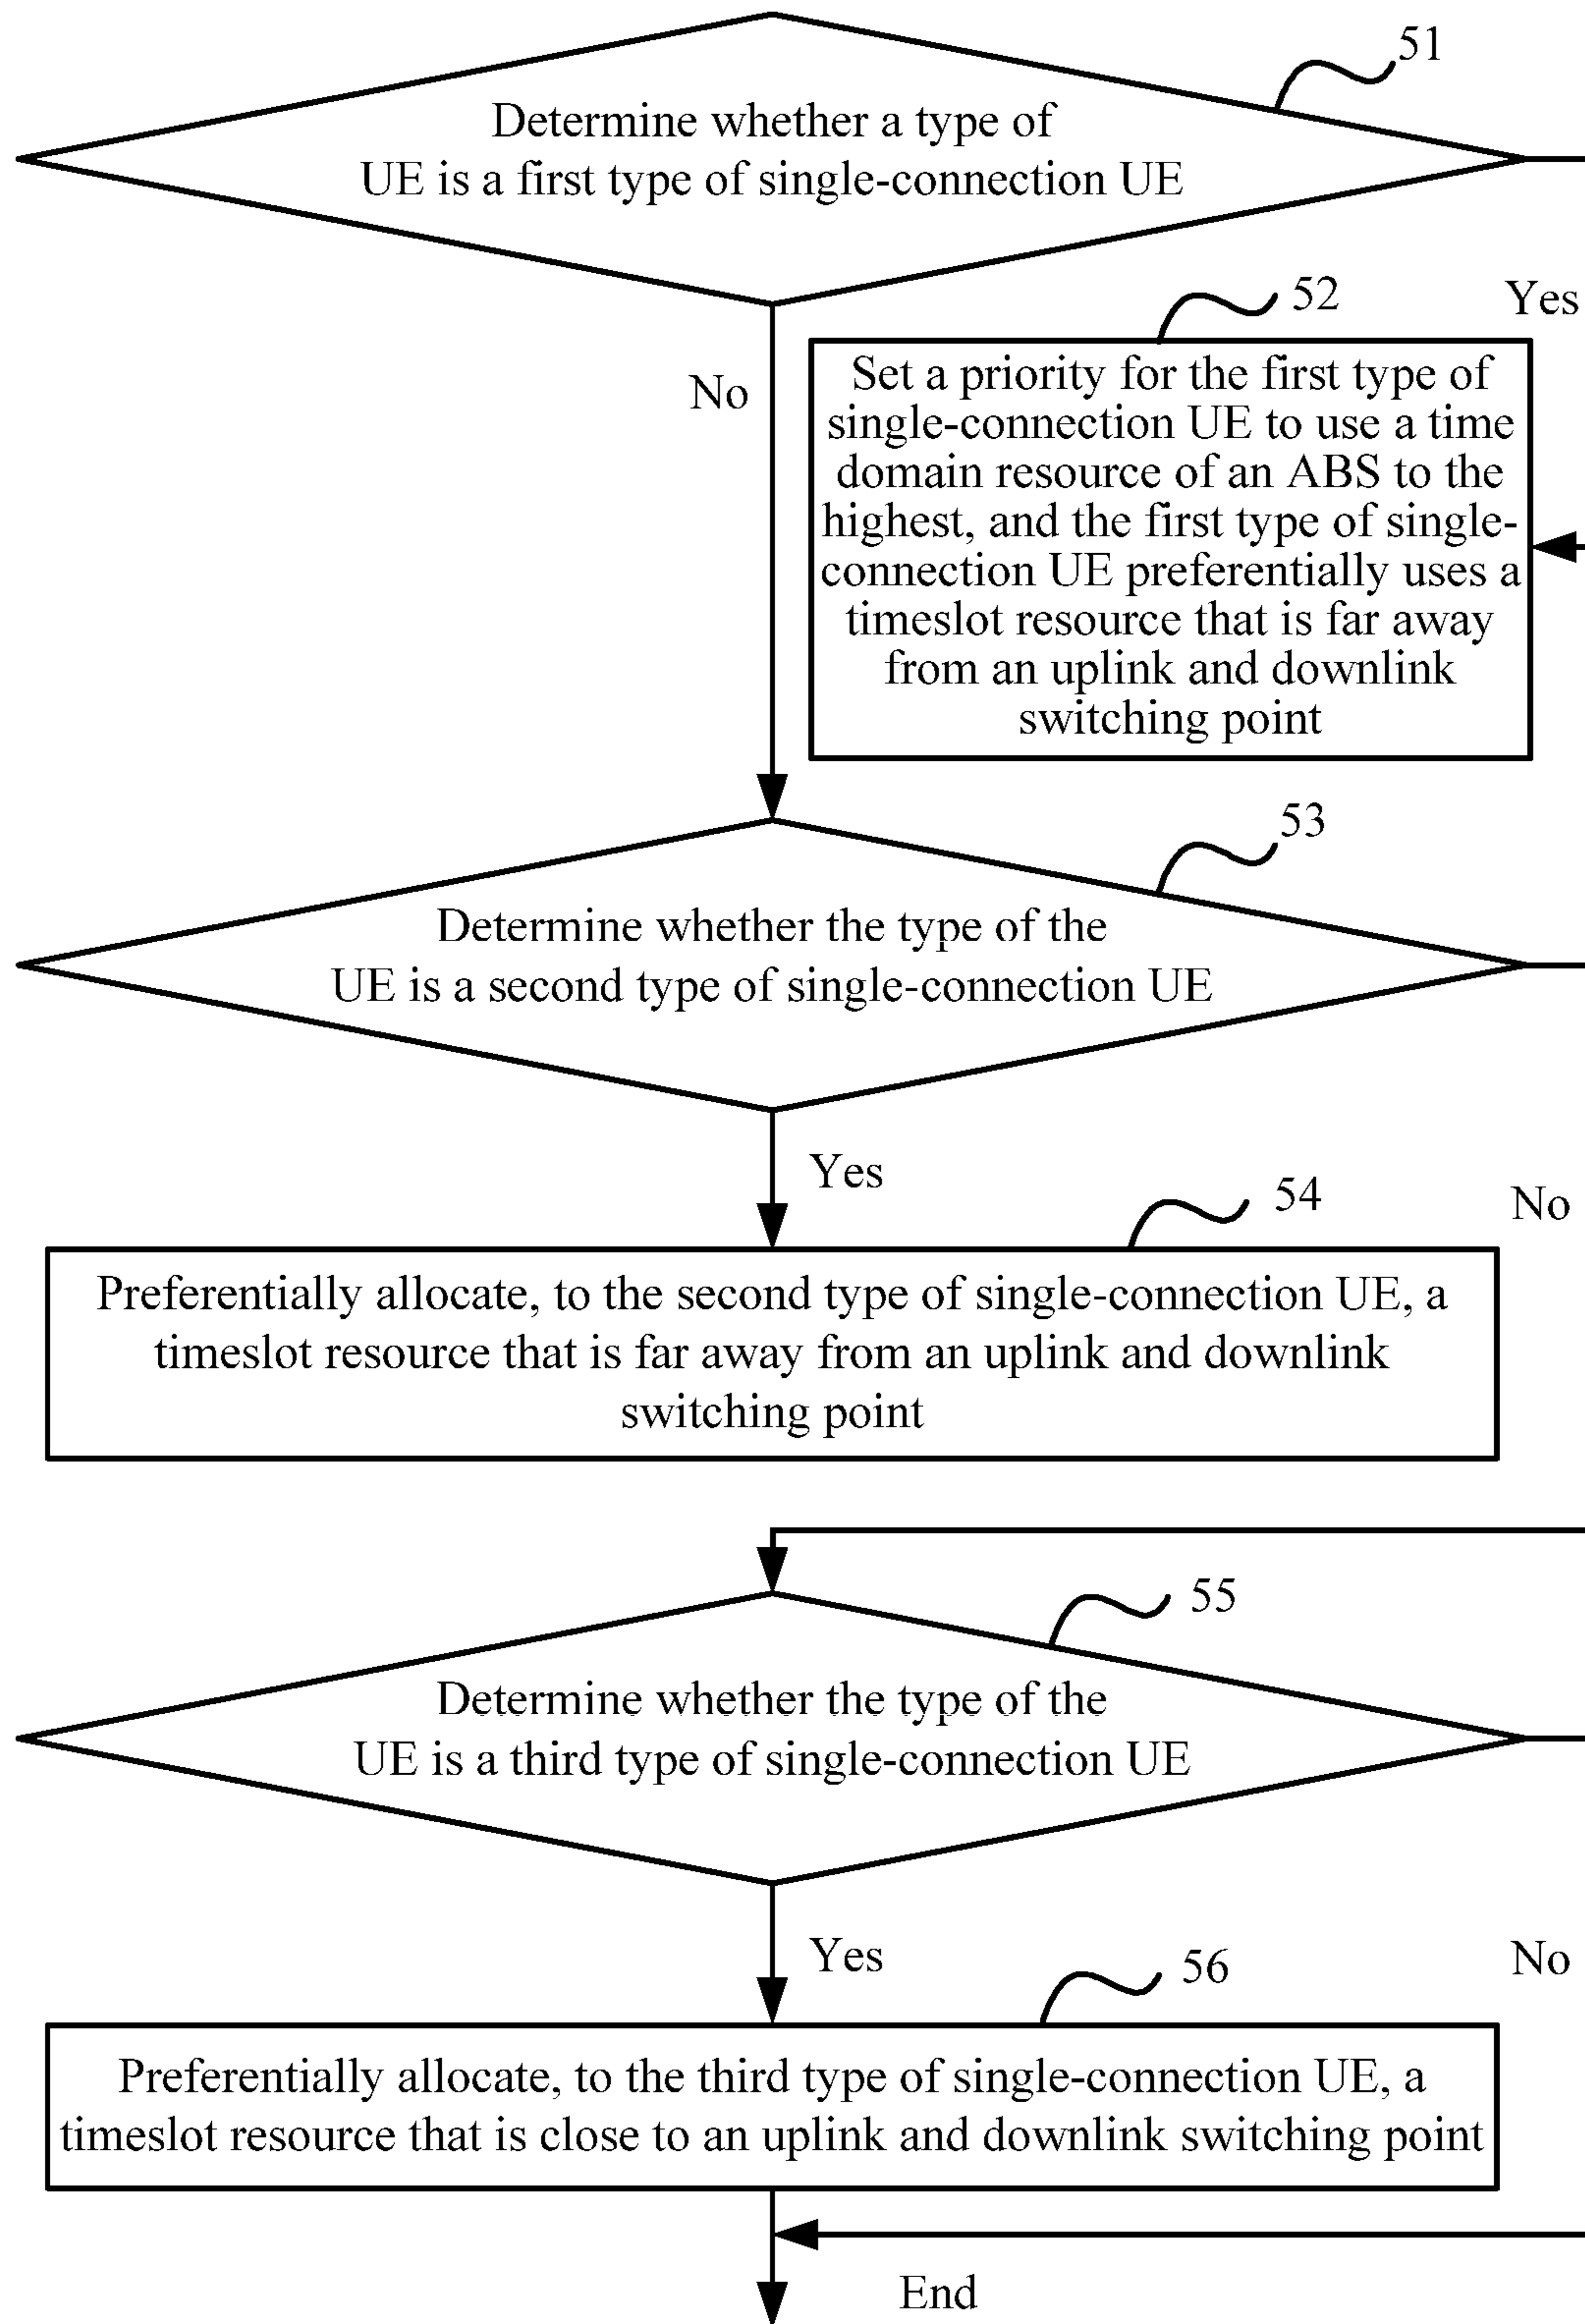 51
Determine whether a type of
UE is a first type of single-connection UE
52
Yes
No
Set a priority for the first type of
single-connection UE to use a time
domain resource of an ABS to the
highest, and the first type of single-
connection UE preferentially uses a
timeslot resource that is far away
from an uplink and downlink
switching point
53
Determine whether the type of the
UE is a second type of single-connection UE
Yes
54
No
Preferentially allocate, to the second type of single-connection UE, a
timeslot resource that is far away from an uplink and downlink
switching point
55
Determine whether the type of the
UE is a third type of single-connection UE
Yes
56
No
Preferentially allocate, to the third type of single-connection UE, a
timeslot resource that is close to an uplink and downlink switching point
End